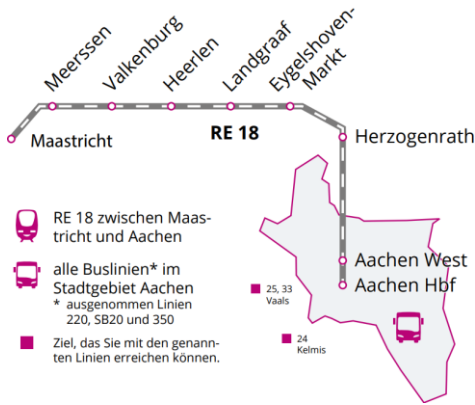 Meerssen
Valkenburg
Heerlen
Landgraaf
Eygelshoven-
Markt
Maastricht
RE 18
Herzogenrath
RE 18 zwischen Maas-
tricht und Aachen
alle Buslinien* im
Stadtgebiet Aachen
* ausgenommen Linien
220, SB20 und 350
Ziel, das Sie mit den genann-
ten Linien erreichen können.
Aachen West
Aachen Hbf
25, 33
Vaals
24
Kelmis